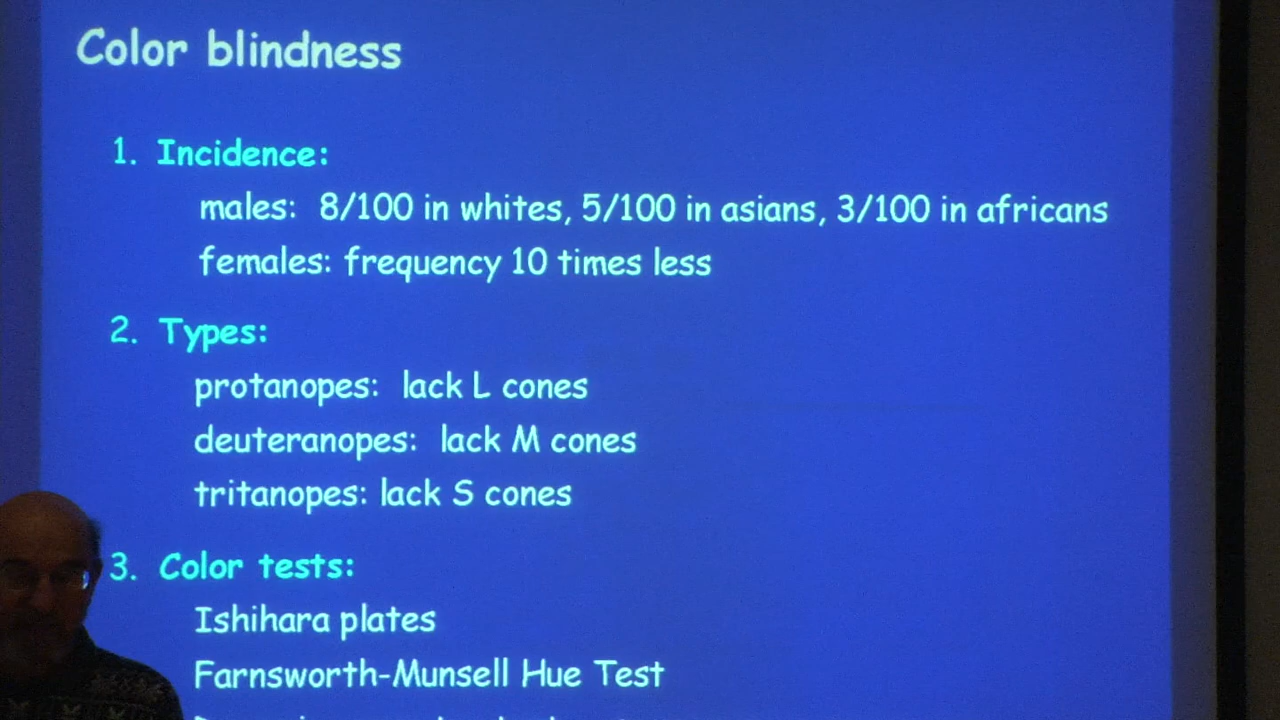 Color blindness
1. Incidence:
males: 8/100 in whites, 5/100 in asians, 3/100 in africans
females: frequency 10 times less
2. Types:
protanopes: lack L cones
deuteranopes: lack M cones
tritanopes: lack S cones
3. Color tests:
Ishihara plates
Farnsworth-Munsell Hue Test